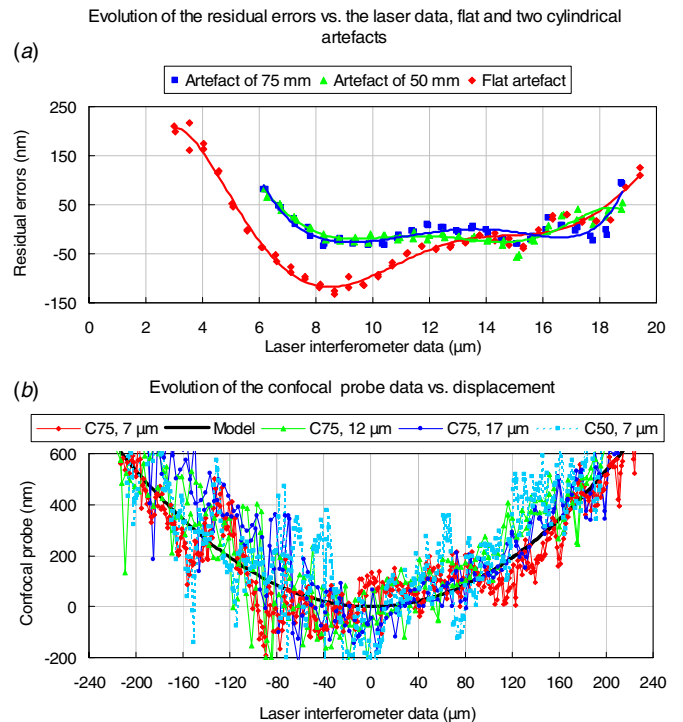 Evolution of the residual errors vs. the laser data, flat and two cylindrical
artefacts
(a)
Artefact of 75 mm Artefact of 50 mm Flat artefact
250
150
50
-50
-150
Residual errors (nm)
0 2 4 6 8 10 12 14 16 18 20
Laser interferometer data (µm)
(b) Evolution of the confocal probe data vs. displacement
C75, 7 µm Model C75, 12 µm C75, 17 µm C50, 7 µm
600
400
200
0
-200
Confocal probe (nm)
-240 -200 -160 -120 -80 -40 0 40 80 120 160 200 240
Laser interferometer data (µm)